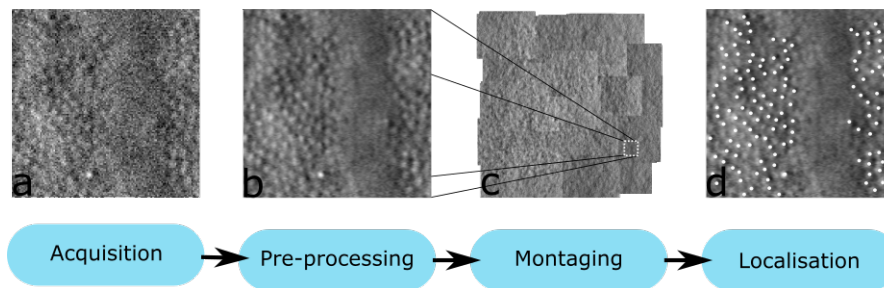 a
b
c
d
Acquisition
Pre-processing
Montaging
Localisation